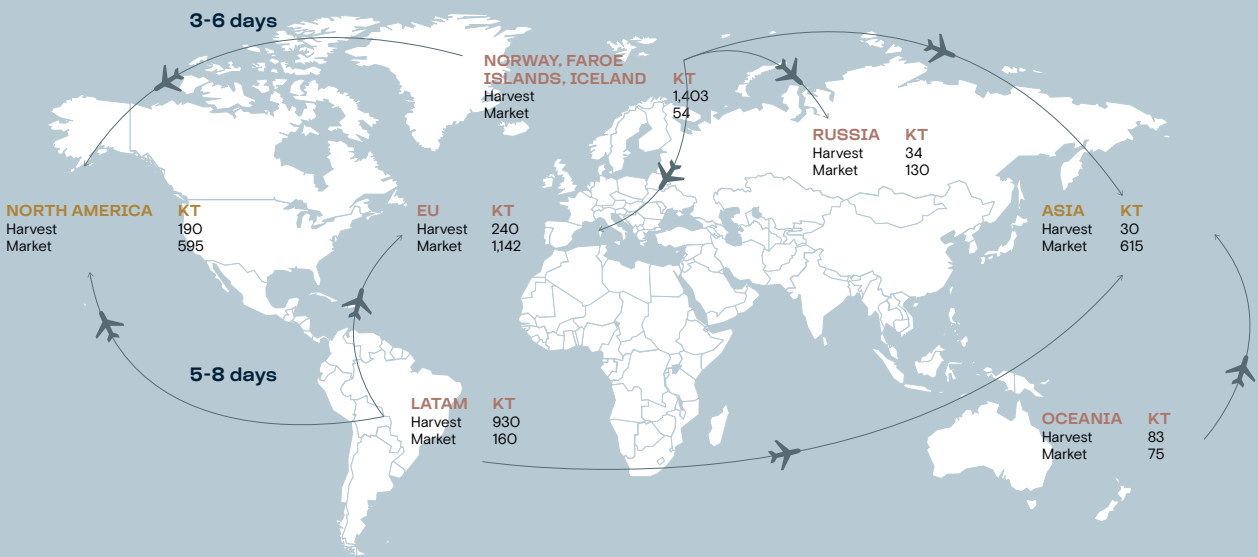 3-6 days
NORWAY, FAROE
ISLANDS, ICELAND KT
Harvest 1,403
Market 54
RUSSIA KT
Harvest 34
Market 130
NORTH AMERICA KT
Harvest 190
Market 595
EU KT
Harvest 240
Market 1,142
ASIA KT
Harvest 30
Market 615
5-8 days
LATAM KT
Harvest 930
Market 160
OCEANIA KT
Harvest 83
Market 75